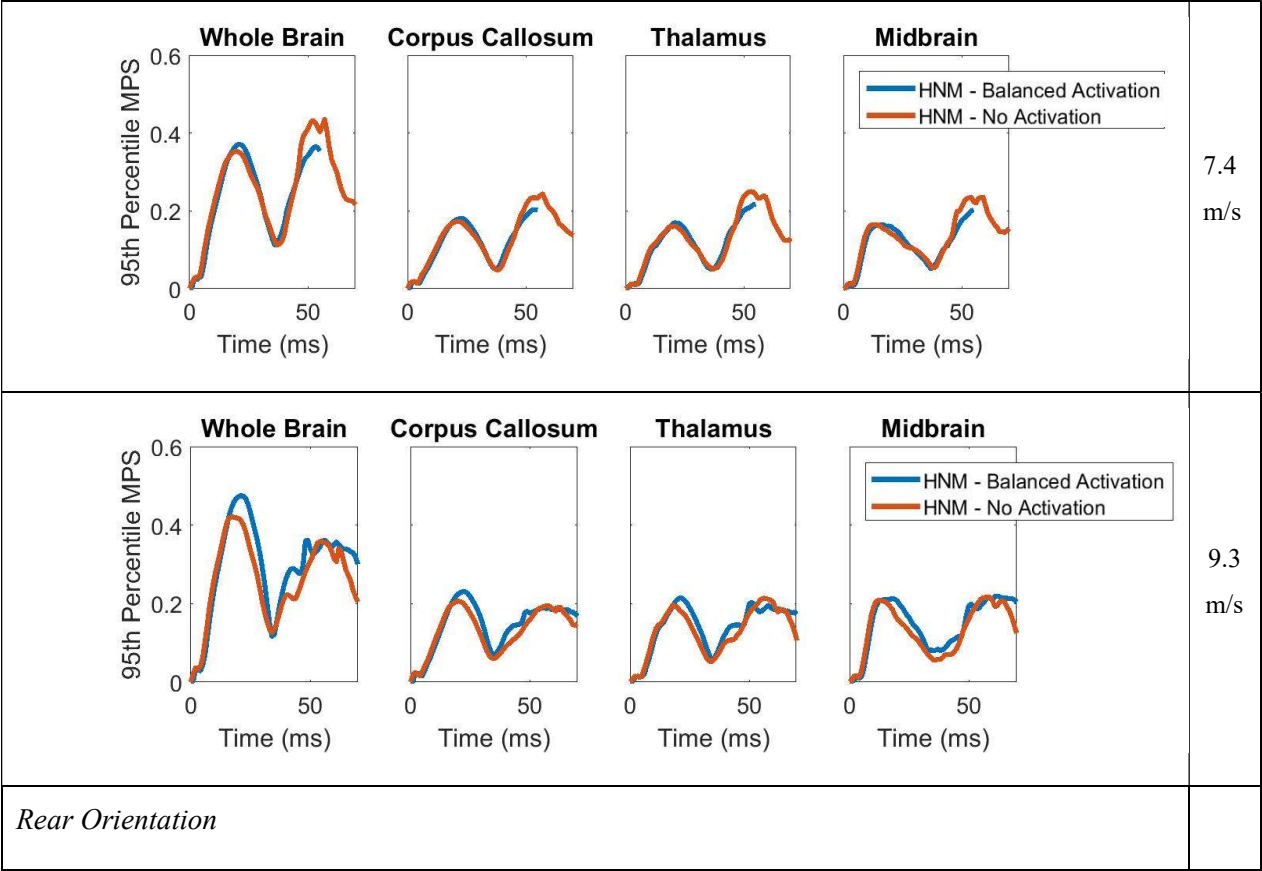 Whole Brain Corpus Callosum Thalamus Midbrain
0.6
HNM - Balanced Activation
HNM - No Activation
95th Percentile MPS
0.4
0.2
0
0 50 0 50 0 50 0 50
Time (ms) Time (ms) Time (ms) Time (ms)
7.4
m/s
Whole Brain Corpus Callosum Thalamus Midbrain
0.6
HNM - Balanced Activation
HNM - No Activation
95th Percentile MPS
0.4
0.2
0
0 50 0 50 0 50 0 50
Time (ms) Time (ms) Time (ms) Time (ms)
9.3
m/s
Rear Orientation